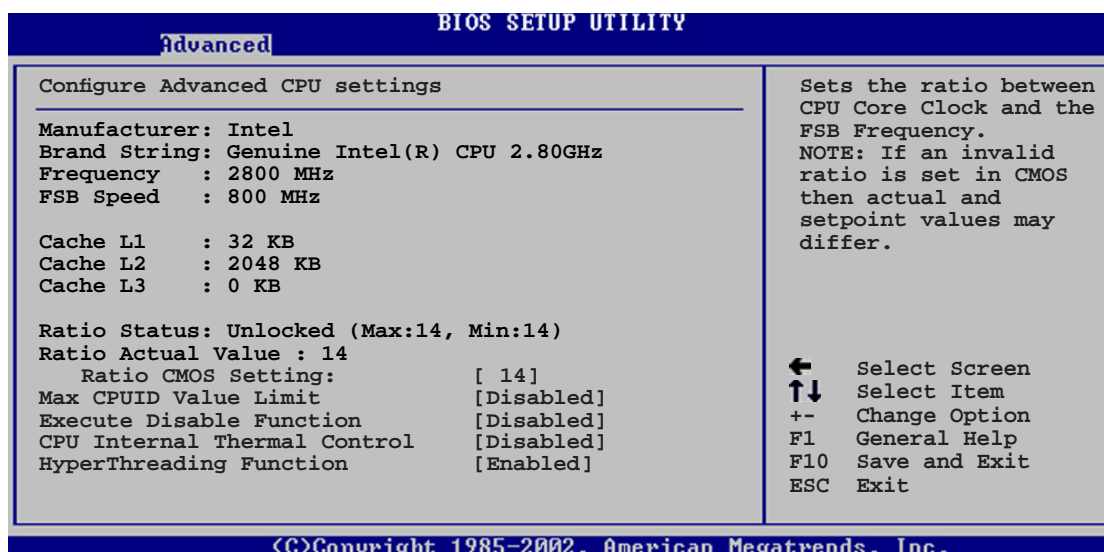 BIOS SETUP UTILITY
Advanced
Configure Advanced CPU settings
Manufacturer: Intel
Brand String: Genuine Intel(R) CPU 2.80GHz
Frequency : 2800 MHz
FSB Speed : 800 MHz
Cache L1 : 32 KB
Cache L2 : 2048 KB
Cache L3 : 0 KB
Ratio Status: Unlocked (Max:14, Min:14)
Ratio Actual Value : 14
Ratio CMOS Setting: [ 14]
Max CPUID Value Limit [Disabled]
Execute Disable Function [Disabled]
CPU Internal Thermal Control [Disabled]
HyperThreading Function [Enabled]
Sets the ratio between
CPU Core Clock and the
FSB Frequency.
NOTE: If an invalid
ratio is set in CMOS
then actual and
setpoint values may
differ.
← Select Screen
↑↓ Select Item
+- Change Option
F1 General Help
F10 Save and Exit
ESC Exit
(C)Copyright 1985-2002, American Megatrends, Inc.